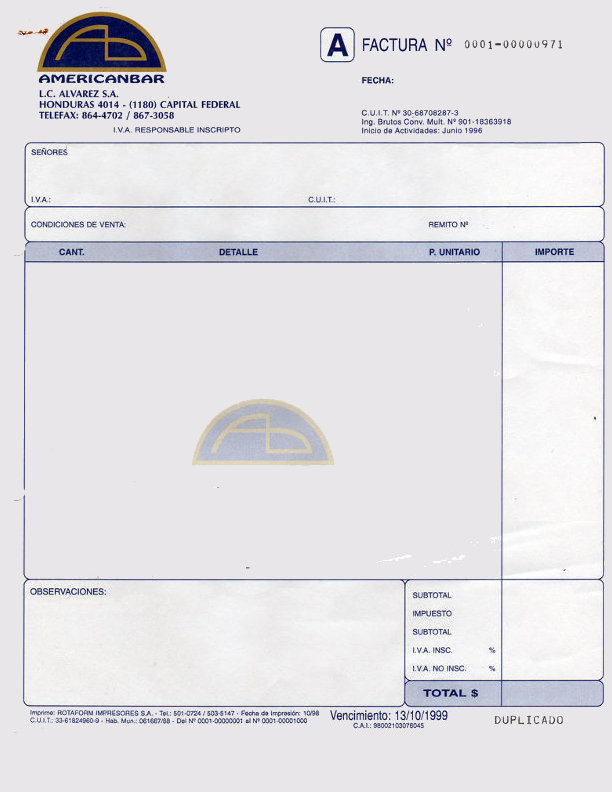 AMERICANBAR
L.C. ALVAREZ S.A.
HONDURAS 4014 - (1180) CAPITAL FEDERAL
TELEFAX: 864-4702 / 867-3058
I.V.A. RESPONSABLE INSCRIPTO
A FACTURA Nº 0001-00000971
FECHA:
C.U.I.T. Nº 30-68708287-3
Ing. Brutos Conv. Mult. Nº 901-18363918
Inicio de Actividades: Junio 1996
SEÑORES
I.V.A.: C.U.I.T.:
CONDICIONES DE VENTA: REMITO Nº
CANT. DETALLE P. UNITARIO IMPORTE
OBSERVACIONES:
SUBTOTAL
IMPUESTO
SUBTOTAL
I.V.A. INSC. %
I.V.A. NO INSC. %
TOTAL $
Imprime: ROTAFORM IMPRESORES S.A. - Tel.: 501-0724 / 503-5147 - Fecha de Impresión: 10/98
C.U.I.T.: 33-61824960-9 - Hab. Mun.: 061667/88 - Del Nº 0001-00000001 al Nº 0001-00001000
Vencimiento: 13/10/1999
C.A.I.: 98002103076045
DUPLICADO